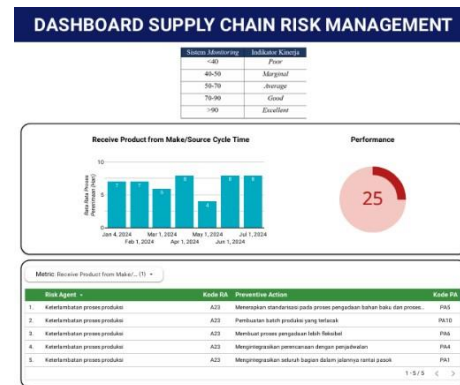 DASHBOARD SUPPLY CHAIN RISK MANAGEMENT
Sistem Monitoring Indikator Kinerja
<40 Poor
40-50 Marginal
50-70 Average
70-90 Good
>90 Excellent
Receive Product from Make/Source Cycle Time
Performance
Rata-Rata Proses Penerimaan (Hari)
10
5
0
7 7 6 8 4 8 8
Jan 4, 2024 Mar 1, 2024 May 1, 2024 Jul 1, 2024
Feb 1, 2024 Apr 1, 2024 Jun 1, 2024
25
Metric: Receive Product from Make/... (1)
Risk Agent Kode RA Preventive Action Kode PA
1. Keterlambatan proses produksi A23 Menerapkan standarisasi pada proses pengadaan bahan baku dan proses... PA5
2. Keterlambatan proses produksi A23 Pembuatan batch produksi yang terlacak PA10
3. Keterlambatan proses produksi A23 Membuat proses pengadaan lebih fleksibel PA6
4. Keterlambatan proses produksi A23 Mengintegrasikan perencanaan dengan penjadwalan PA4
5. Keterlambatan proses produksi A23 Mengintegrasikan seluruh bagian dalam jalannya rantai pasok PA1
1 - 5 / 5 < >